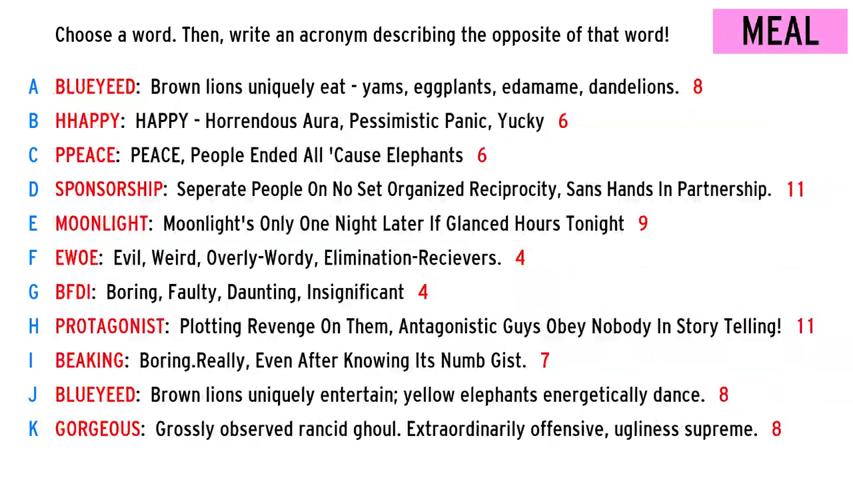 Choose a word. Then, write an acronym describing the opposite of that word!
MEAL
A BLUEYEED: Brown lions uniquely eat - yams, eggplants, edamame, dandelions. 8
B HHAPPY: HAPPY - Horrendous Aura, Pessimistic Panic, Yucky 6
C PPEACE: PEACE, People Ended All 'Cause Elephants 6
D SPONSORSHIP: Seperate People On No Set Organized Reciprocity, Sans Hands In Partnership. 11
E MOONLIGHT: Moonlight's Only One Night Later If Glanced Hours Tonight 9
F EWOE: Evil, Weird, Overly-Wordy, Elimination-Recievers. 4
G BFDI: Boring, Faulty, Daunting, Insignificant 4
H PROTAGONIST: Plotting Revenge On Them, Antagonistic Guys Obey Nobody In Story Telling! 11
I BEAKING: Boring.Really, Even After Knowing Its Numb Gist. 7
J BLUEYEED: Brown lions uniquely entertain; yellow elephants energetically dance. 8
K GORGEOUS: Grossly observed rancid ghoul. Extraordinarily offensive, ugliness supreme. 8